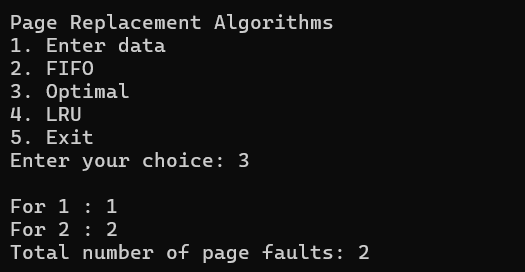 Page Replacement Algorithms
1. Enter data
2. FIFO
3. Optimal
4. LRU
5. Exit
Enter your choice: 3
For 1 : 1
For 2 : 2
Total number of page faults: 2